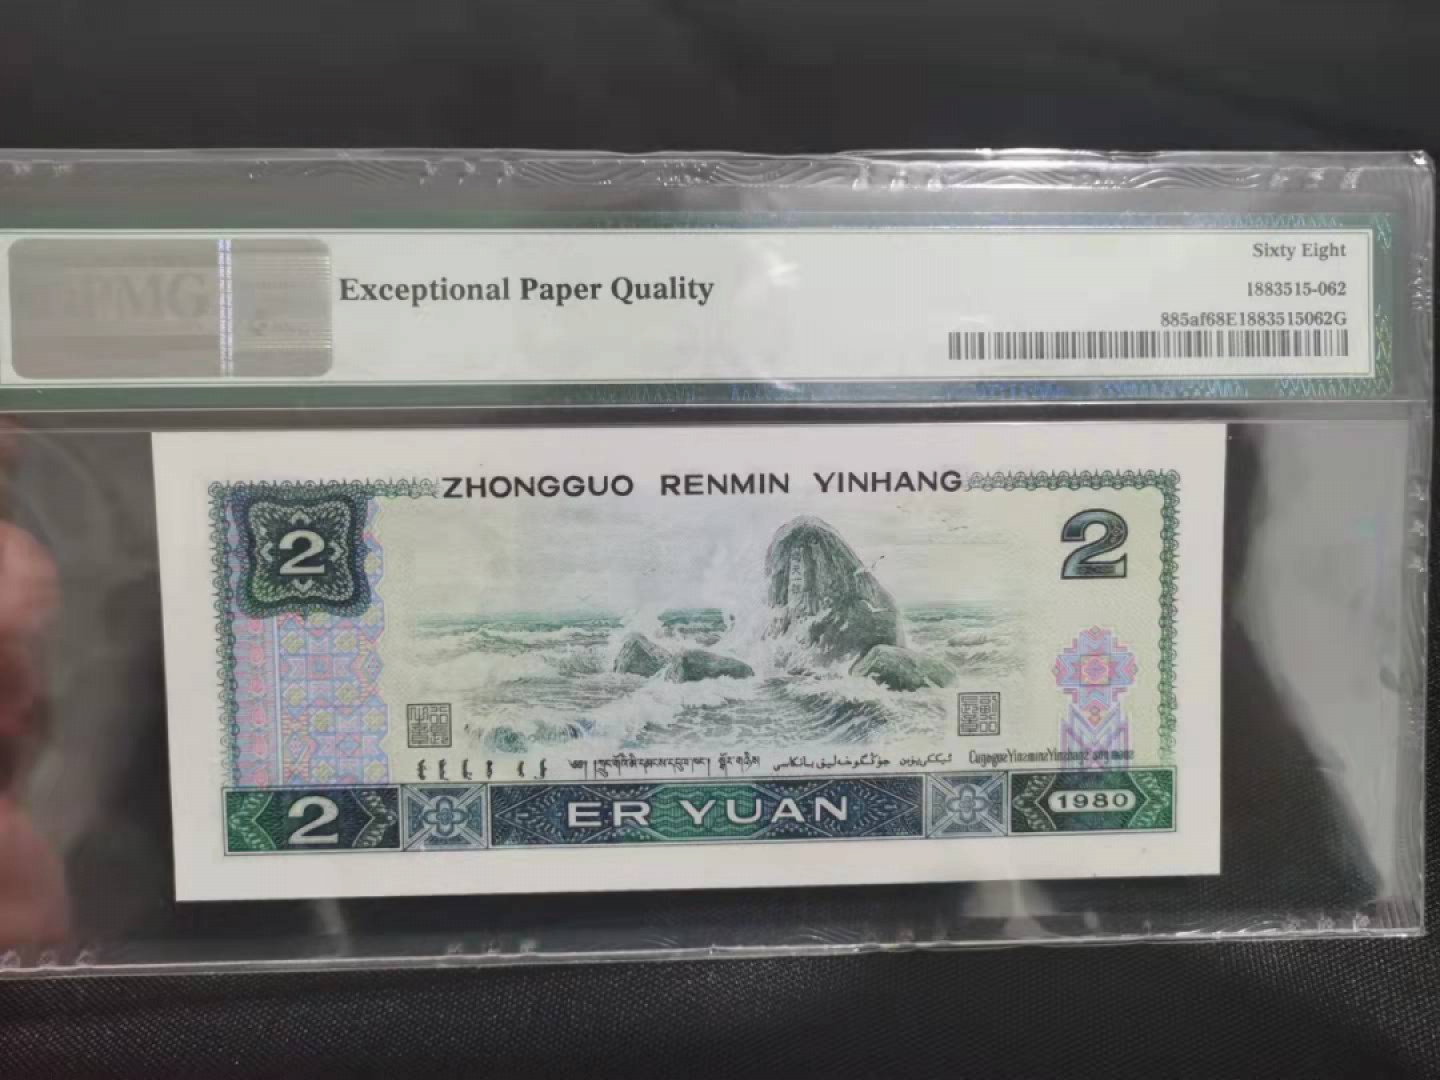 PMG
Exceptional Paper Quality
Sixty Eight
1883515-062
885af68E1883515062G
ZHONGGUO RENMIN YINHANG
2
2
2
ER YUAN
1980